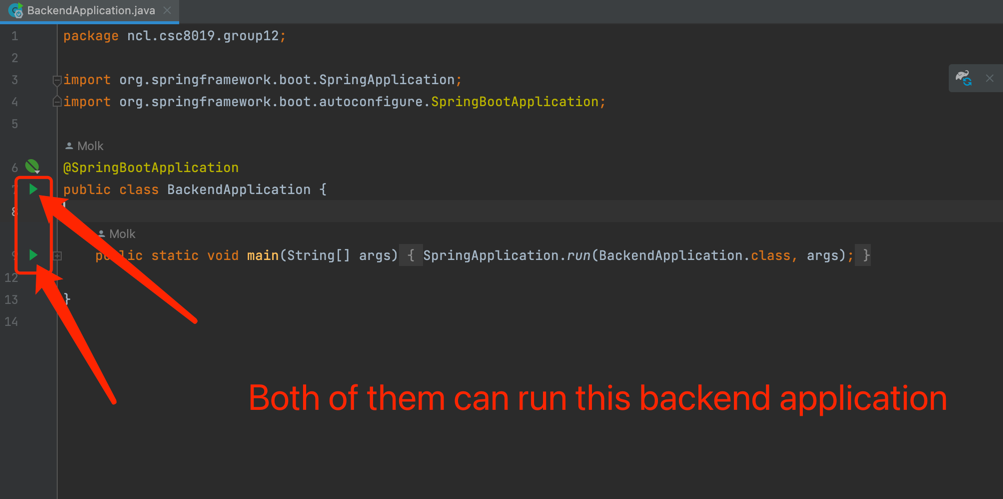 BackendApplication.java
1 package ncl.csc8019.group12;
2
3 import org.springframework.boot.SpringApplication;
4 import org.springframework.boot.autoconfigure.SpringBootApplication;
5
Molk
6 @SpringBootApplication
7 public class BackendApplication {
8
Molk
9 public static void main(String[] args) { SpringApplication.run(BackendApplication.class, args); }
12
13 }
14
Both of them can run this backend application